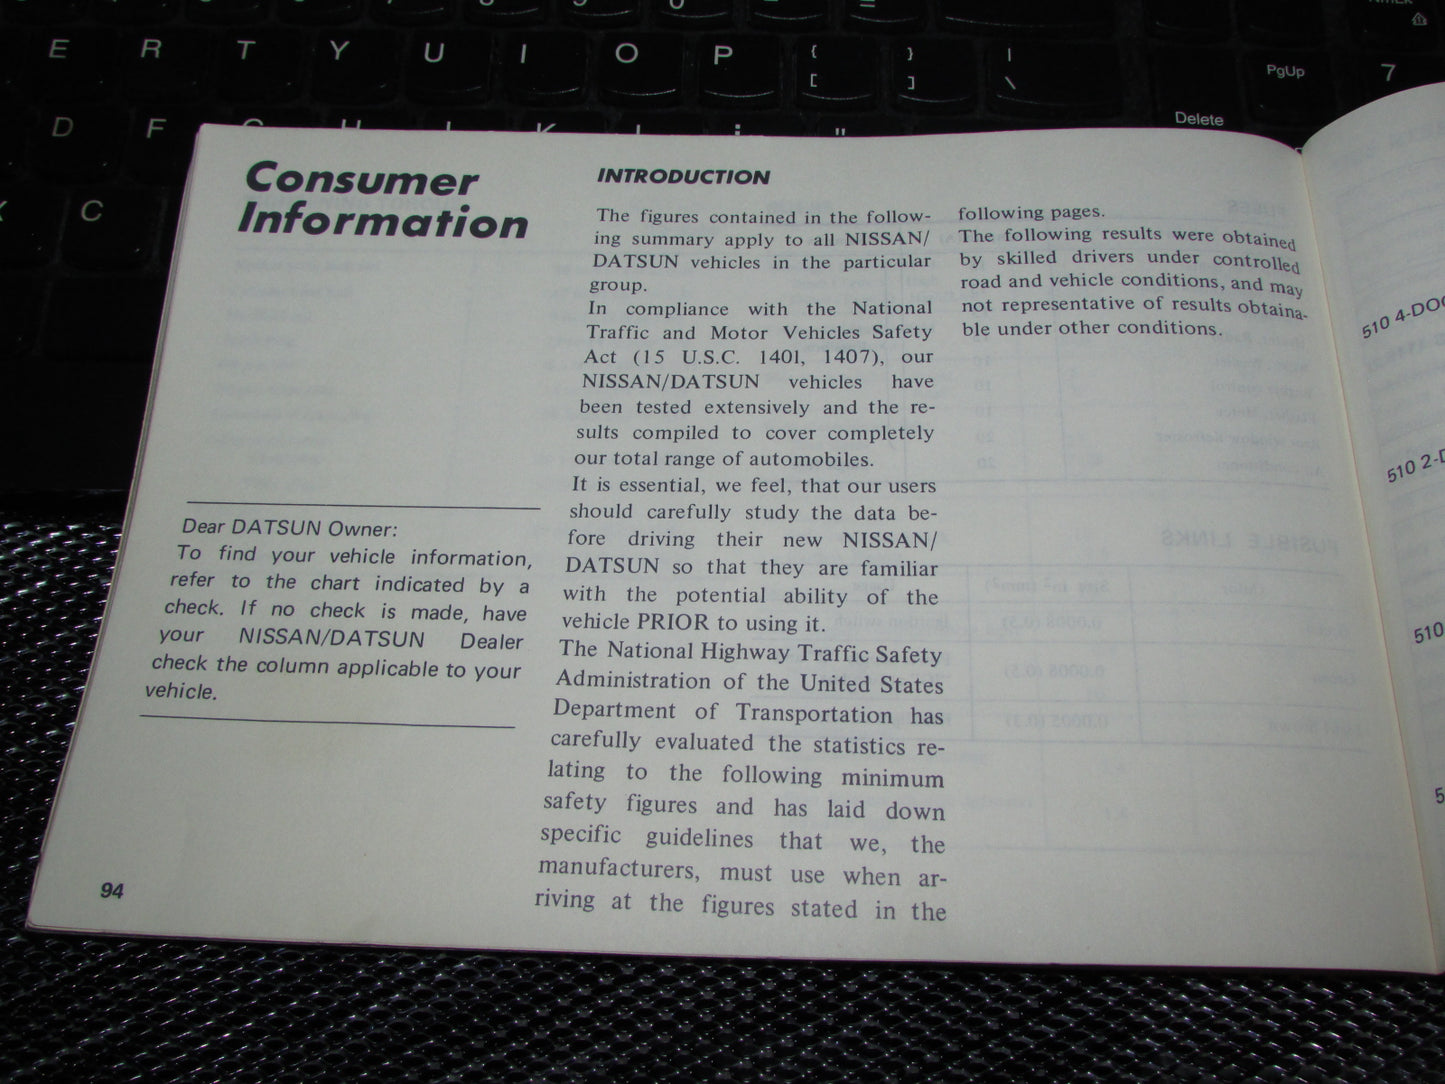 E R T Y U I O P { [ } ] | \
PgUp 7
D F
Delete
C
Consumer
Information
Dear DATSUN Owner:
To find your vehicle information,
refer to the chart indicated by a
check. If no check is made, have
your NISSAN/DATSUN Dealer
check the column applicable to your
vehicle.
94
INTRODUCTION
The figures contained in the follow-
ing summary apply to all NISSAN/
DATSUN vehicles in the particular
group.
In compliance with the National
Traffic and Motor Vehicles Safety
Act (15 U.S.C. 1401, 1407), our
NISSAN/DATSUN vehicles have
been tested extensively and the re-
sults compiled to cover completely
our total range of automobiles.
It is essential, we feel, that our users
should carefully study the data be-
fore driving their new NISSAN/
DATSUN so that they are familiar
with the potential ability of the
vehicle PRIOR to using it.
The National Highway Traffic Safety
Administration of the United States
Department of Transportation has
carefully evaluated the statistics re-
lating to the following minimum
safety figures and has laid down
specific guidelines that we, the
manufacturers, must use when ar-
riving at the figures stated in the
following pages.
The following results were obtained
by skilled drivers under controlled
road and vehicle conditions, and may
not representative of results obtaina-
ble under other conditions.
510 4-DOO
510 2-D
510
5